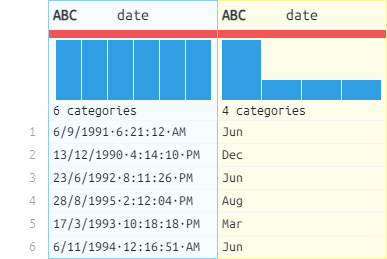 ABC date ABC date
6 categories 4 categories
1 6/9/1991·6:21:12·AM Jun
2 13/12/1990·4:14:10·PM Dec
3 23/6/1992·8:11:26·PM Jun
4 28/8/1995·2:12:04·PM Aug
5 17/3/1993·10:18:18·PM Mar
6 6/11/1994·12:16:51·AM Jun